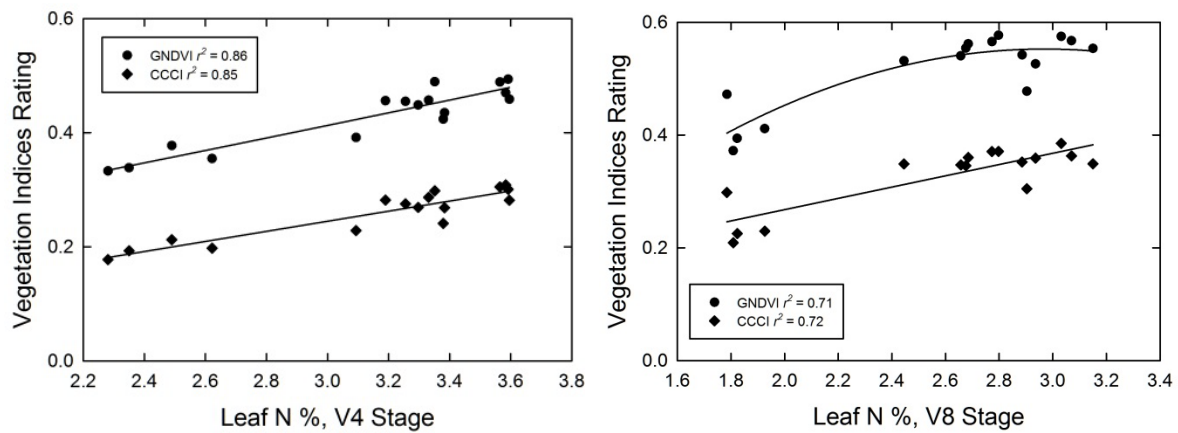 0.6
0.4
0.2
0.0
Vegetation Indices Rating
GNDVI r² = 0.86
CCCI r² = 0.85
2.2 2.4 2.6 2.8 3.0 3.2 3.4 3.6 3.8
Leaf N %, V4 Stage
0.6
0.4
0.2
0.0
Vegetation Indices Rating
GNDVI r² = 0.71
CCCI r² = 0.72
1.6 1.8 2.0 2.2 2.4 2.6 2.8 3.0 3.2 3.4
Leaf N %, V8 Stage